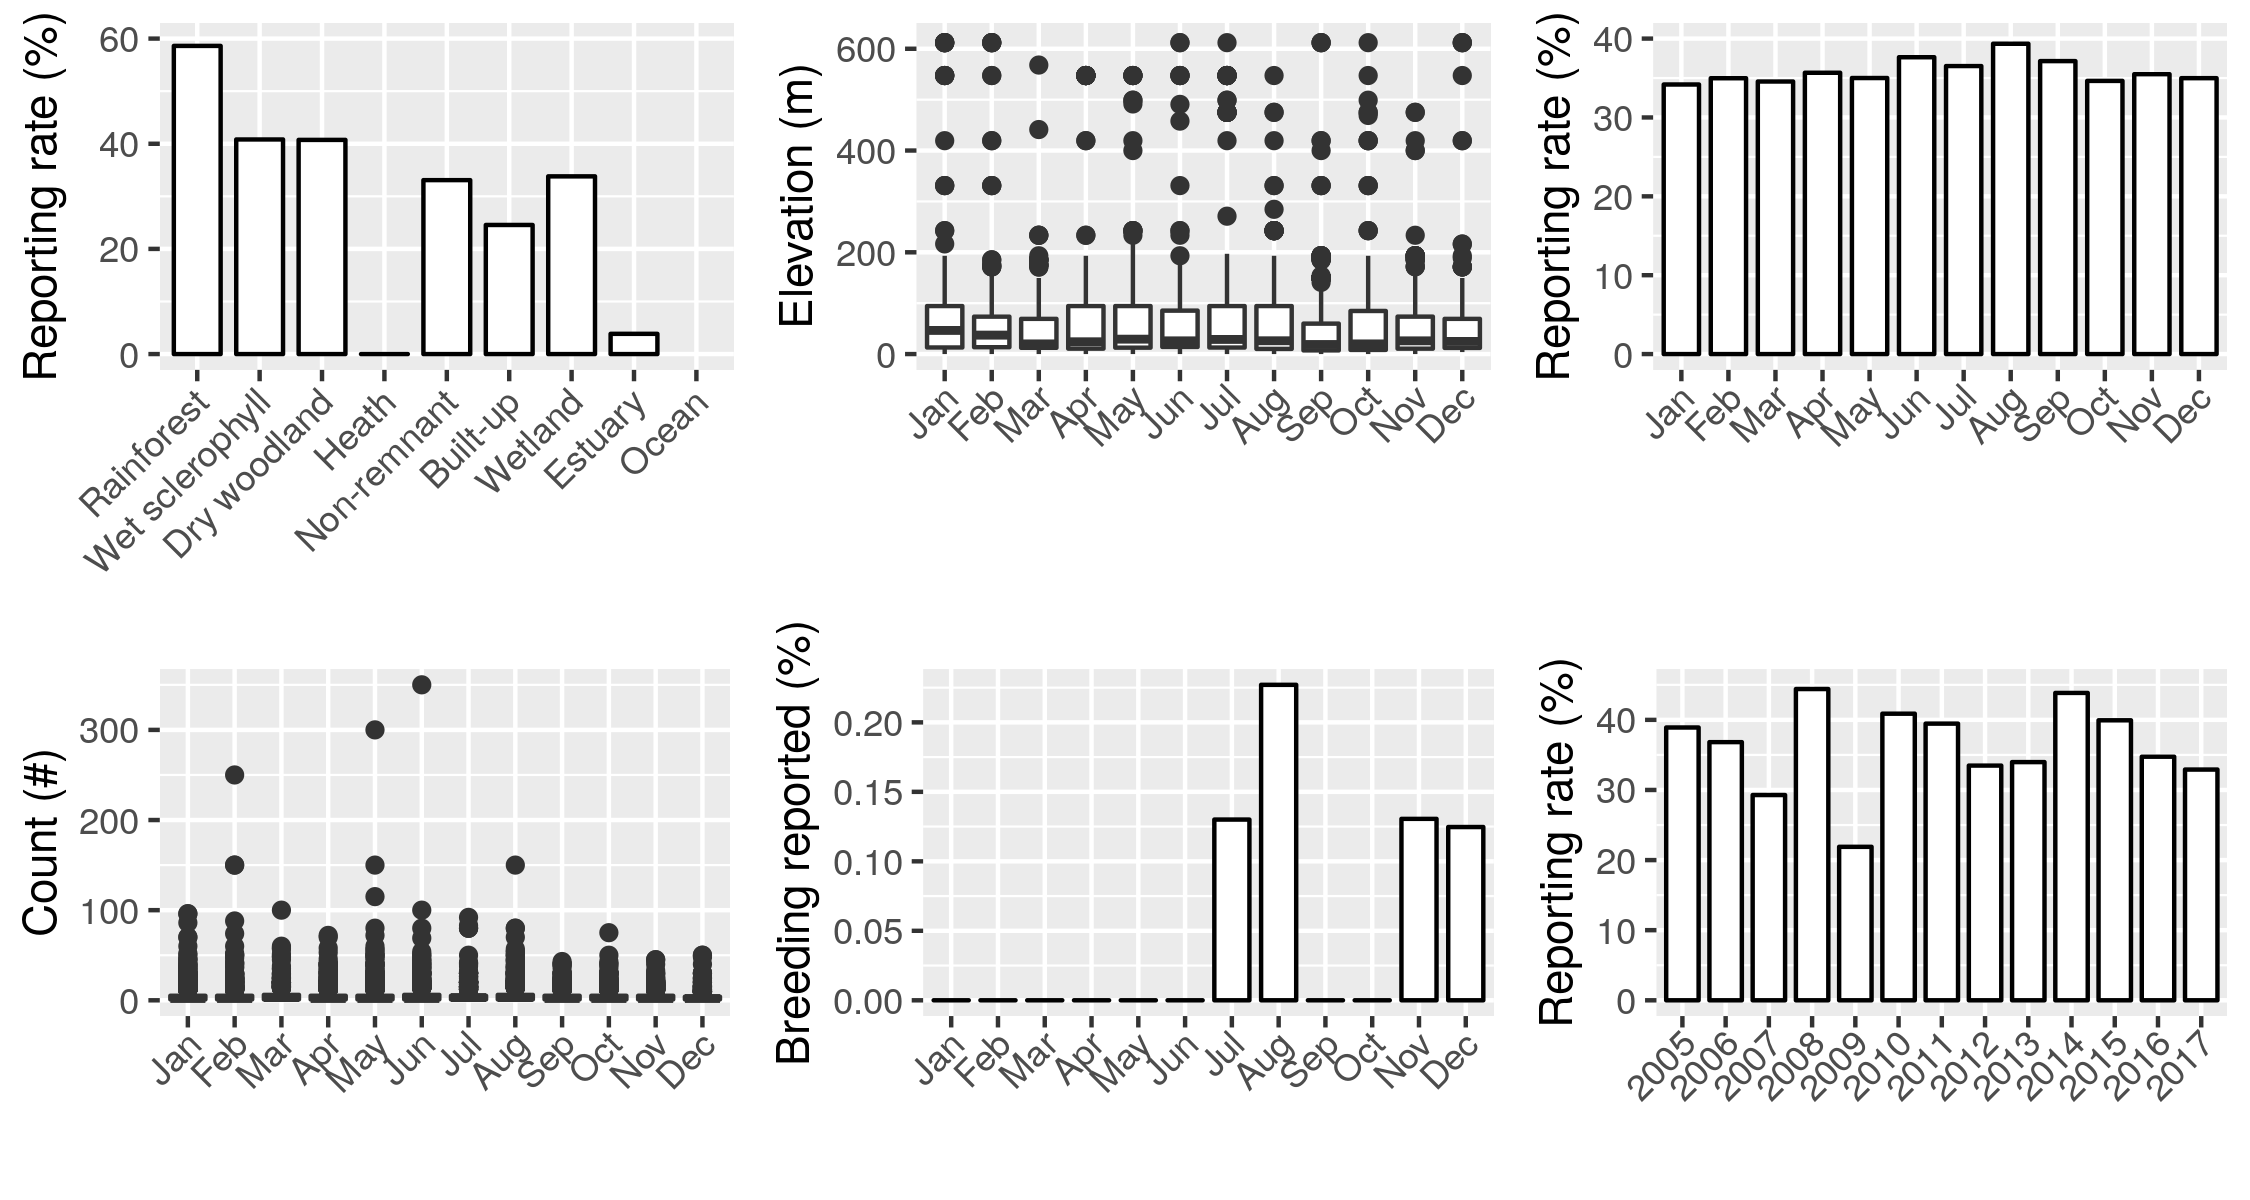 Reporting rate (%)
60
40
20
0
Rainforest
Wet sclerophyll
Dry woodland
Heath
Non-remnant
Built-up
Wetland
Estuary
Ocean
Elevation (m)
600
400
200
0
Jan
Feb
Mar
Apr
May
Jun
Jul
Aug
Sep
Oct
Nov
Dec
Reporting rate (%)
40
30
20
10
0
Jan
Feb
Mar
Apr
May
Jun
Jul
Aug
Sep
Oct
Nov
Dec
Count (#)
300
200
100
0
Jan
Feb
Mar
Apr
May
Jun
Jul
Aug
Sep
Oct
Nov
Dec
Breeding reported (%)
0.20
0.15
0.10
0.05
0.00
Jan
Feb
Mar
Apr
May
Jun
Jul
Aug
Sep
Oct
Nov
Dec
Reporting rate (%)
40
30
20
10
0
2005
2006
2007
2008
2009
2010
2011
2012
2013
2014
2015
2016
2017